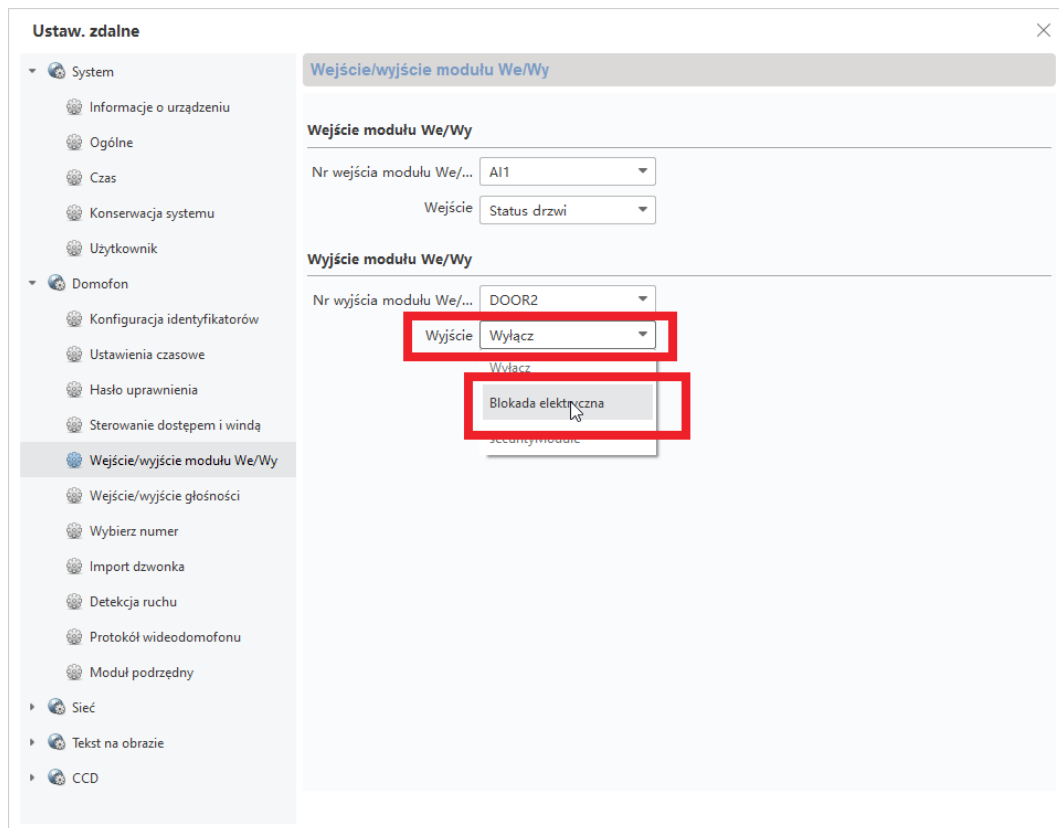 Ustaw. zdalne
System
Informacje o urządzeniu
Ogólne
Czas
Konserwacja systemu
Użytkownik
Domofon
Konfiguracja identyfikatorów
Ustawienia czasowe
Hasło uprawnienia
Sterowanie dostępem i windą
Wejście/wyjście modułu We/Wy
Wejście/wyjście głośności
Wybierz numer
Import dzwonka
Detekcja ruchu
Protokół wideodomofonu
Moduł podrzędny
Sieć
Tekst na obrazie
CCD
Wejście/wyjście modułu We/Wy
Wejście modułu We/Wy
Nr wejścia modułu We/... AI1
Wejście Status drzwi
Wyjście modułu We/Wy
Nr wyjścia modułu We/... DOOR2
Wyjście Wyłącz
Wyłącz
Blokada elektryczna
securityModule